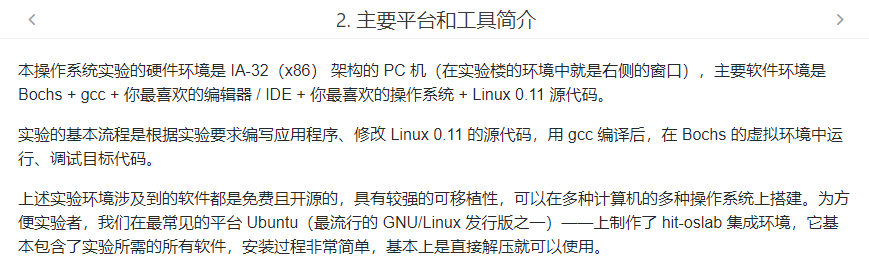 2. 主要平台和工具简介
本操作系统实验的硬件环境是 IA-32（x86） 架构的 PC 机（在实验楼的环境中就是右侧的窗口），主要软件环境是
Bochs + gcc + 你最喜欢的编辑器 / IDE + 你最喜欢的操作系统 + Linux 0.11 源代码。
实验的基本流程是根据实验要求编写应用程序、修改 Linux 0.11 的源代码，用 gcc 编译后，在 Bochs 的虚拟环境中运
行、调试目标代码。
上述实验环境涉及到的软件都是免费且开源的，具有较强的可移植性，可以在多种计算机的多种操作系统上搭建。为方
便实验者，我们在最常见的平台 Ubuntu（最流行的 GNU/Linux 发行版之一）——上制作了 hit-oslab 集成环境，它基
本包含了实验所需的所有软件，安装过程非常简单，基本上是直接解压就可以使用。